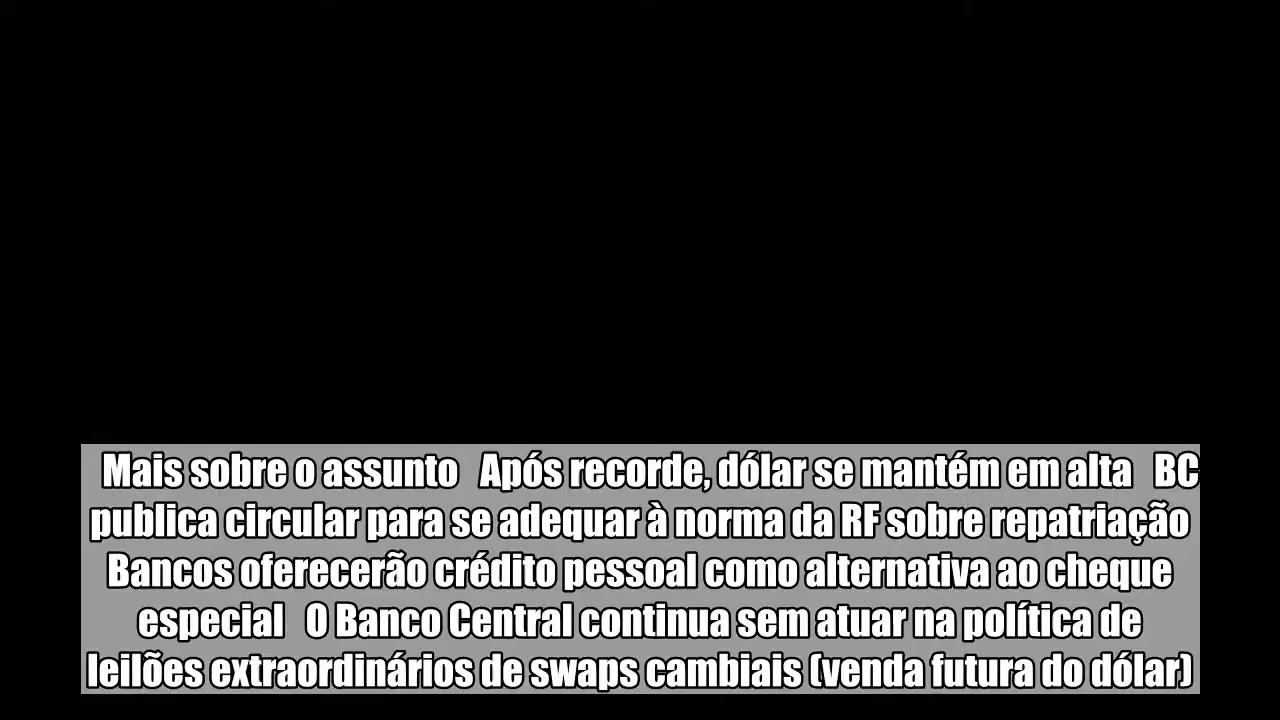 Mais sobre o assunto   Após recorde, dólar se mantém em alta   BC
publica circular para se adequar à norma da RF sobre repatriação
Bancos oferecerão crédito pessoal como alternativa ao cheque
especial   O Banco Central continua sem atuar na política de
leilões extraordinários de swaps cambiais (venda futura do dólar)